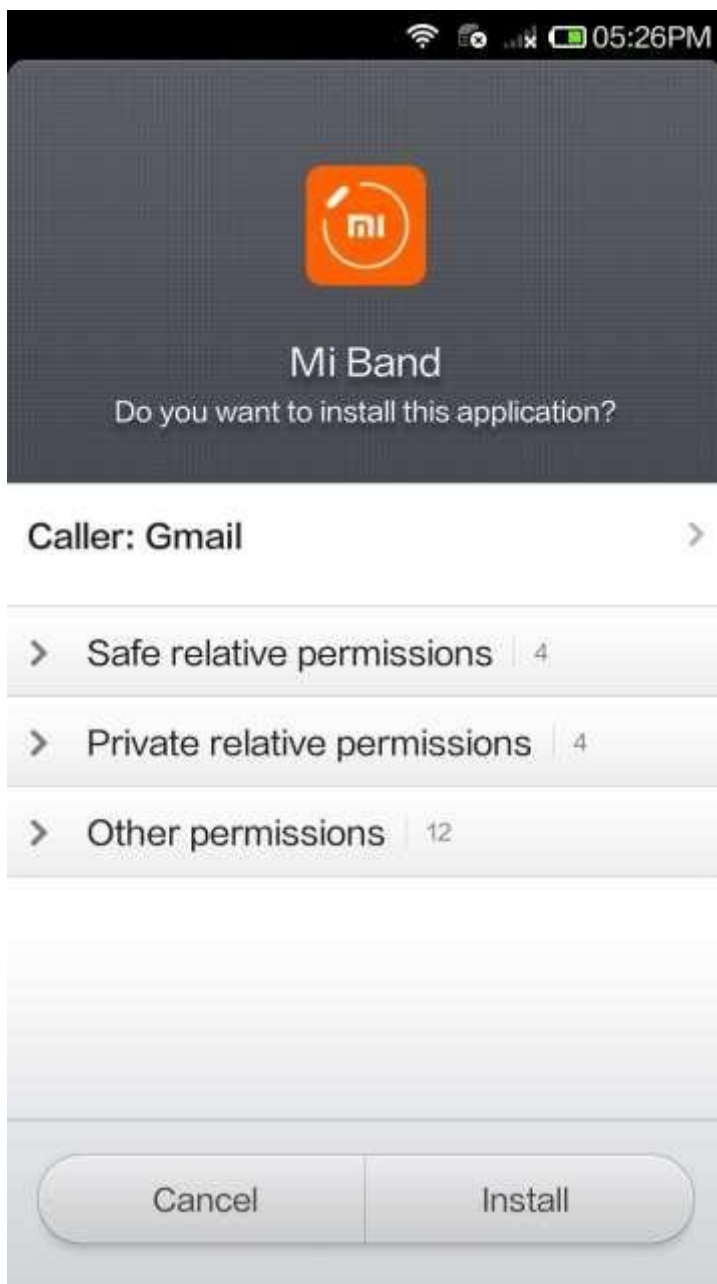 05:26PM
mi
Mi Band
Do you want to install this application?
Caller: Gmail
Safe relative permissions 4
Private relative permissions 4
Other permissions 12
Cancel Install